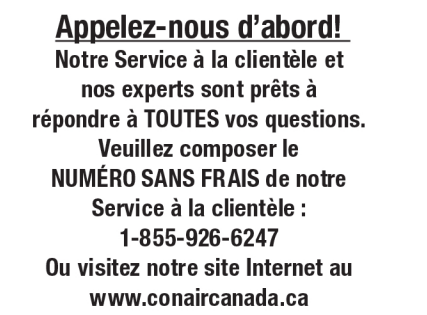 Appelez-nous d’abord!
Notre Service à la clientèle et
nos experts sont prêts à
répondre à TOUTES vos questions.
Veuillez composer le
NUMÉRO SANS FRAIS de notre
Service à la clientèle :
1-855-926-6247
Ou visitez notre site Internet au
www.conaircanada.ca